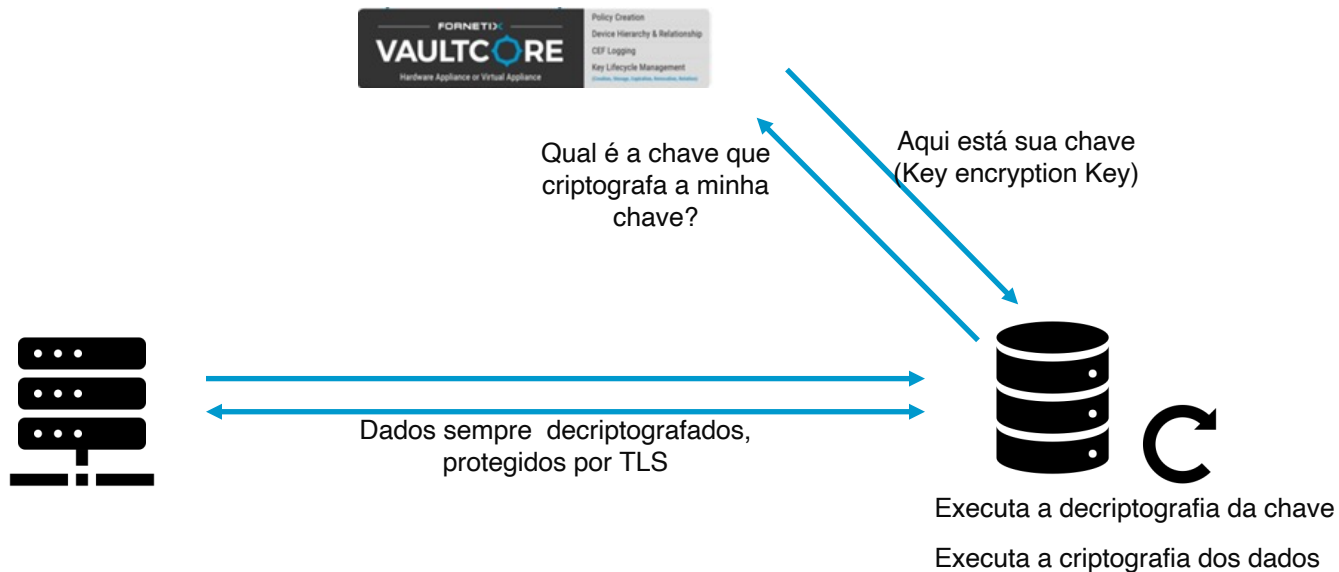 FORNETIX
VAULTCORE
Hardware Appliance or Virtual Appliance
Policy Creation
Device Hierarchy & Relationship
CEF Logging
Key Lifecycle Management
Qual é a chave que
criptografa a minha
chave?
Aqui está sua chave
(Key encryption Key)
Dados sempre decriptografados,
protegidos por TLS
Executa a decriptografia da chave
Executa a criptografia dos dados